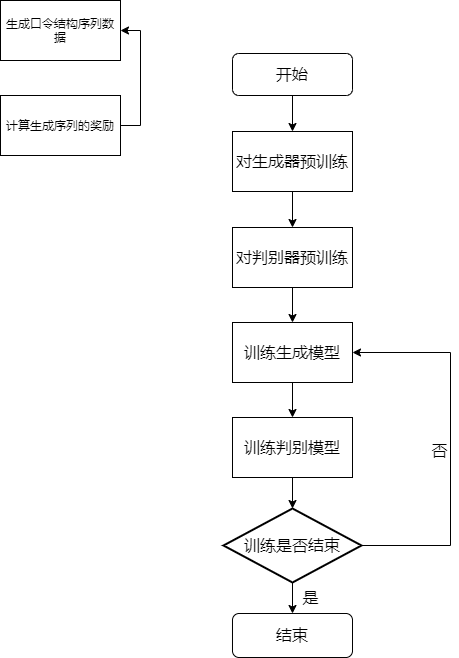 生成口令结构序列数
据
计算生成序列的奖励
开始
对生成器预训练
对判别器预训练
训练生成模型
训练判别模型
否
训练是否结束
是
结束